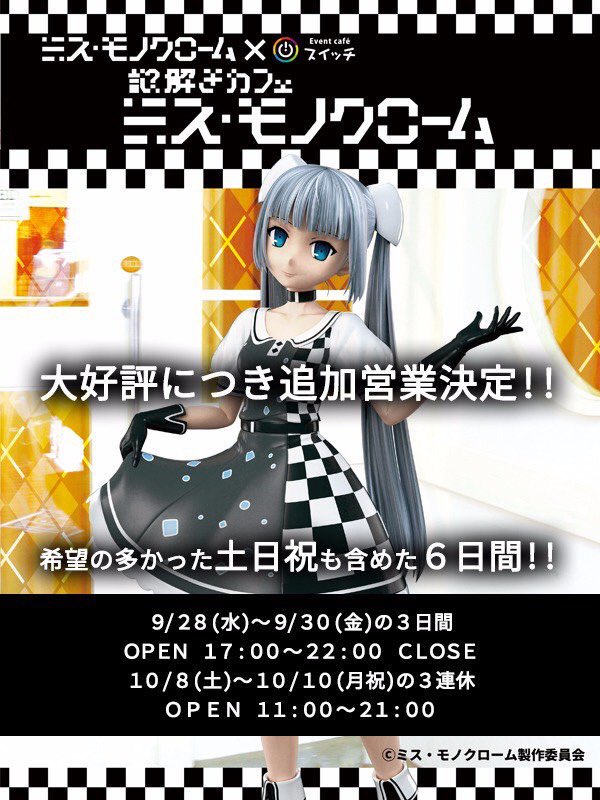 ミス・モノクローム×Event café スイッチ
謎解きカフェ
ミス・モノクローム
大好評につき追加営業決定!!
希望の多かった土日祝も含めた６日間!!
9/28(水)〜9/30(金)の３日間
OPEN 17:00〜22:00 CLOSE
10/8(土)〜10/10(月祝)の３連休
OPEN 11:00〜21:00
©ミス・モノクローム製作委員会